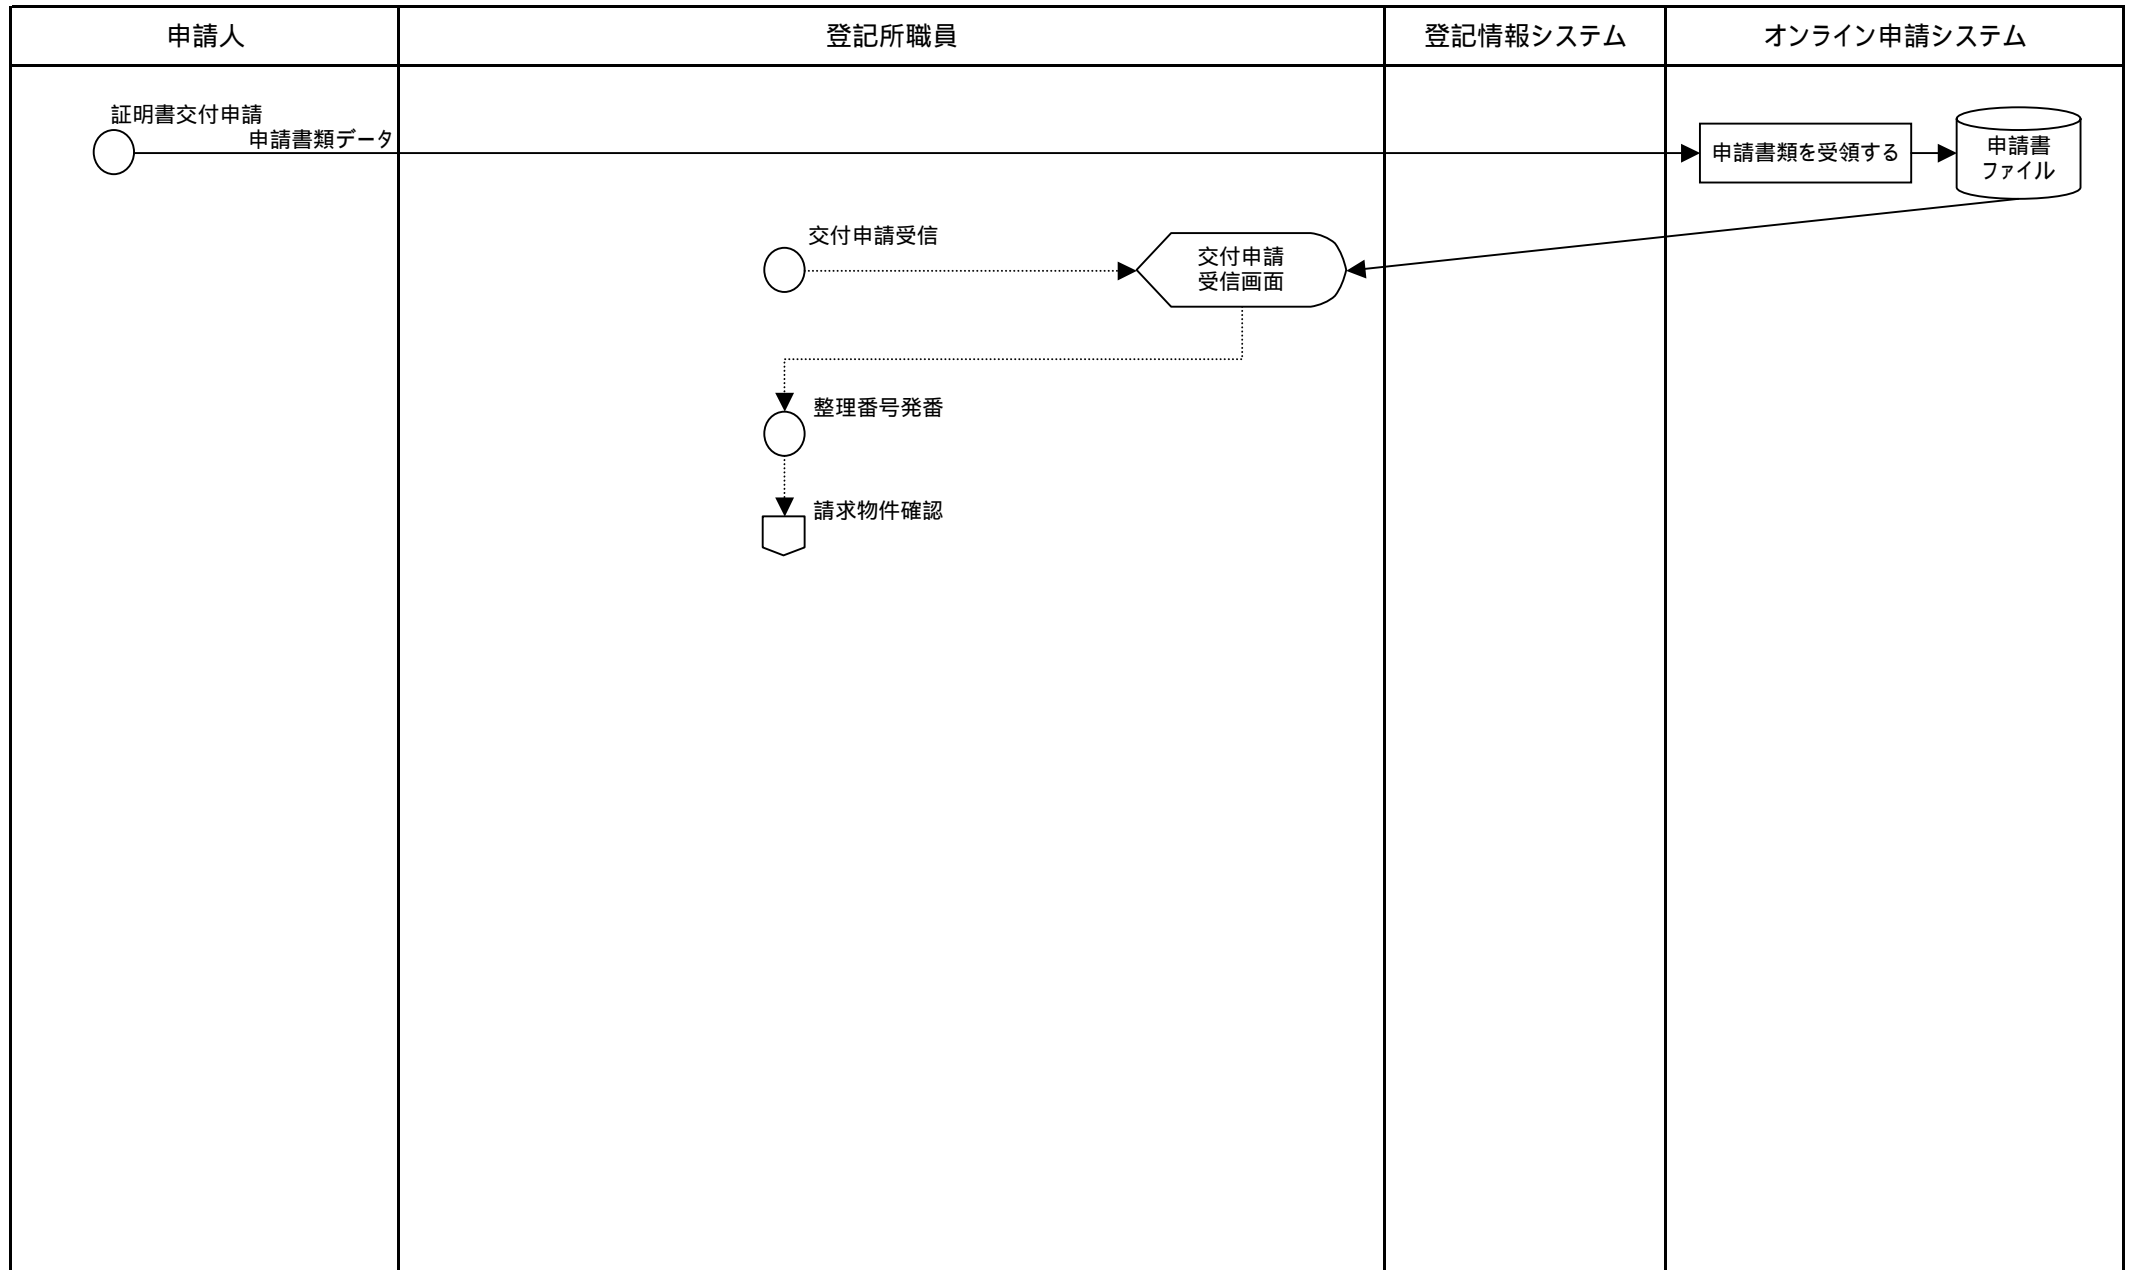 申請人
登記所職員
登記情報システム
オンライン申請システム
証明書交付申請
申請書類データ
申請書類を受領する
申請書
ファイル
交付申請受信
交付申請
受信画面
整理番号発番
請求物件確認